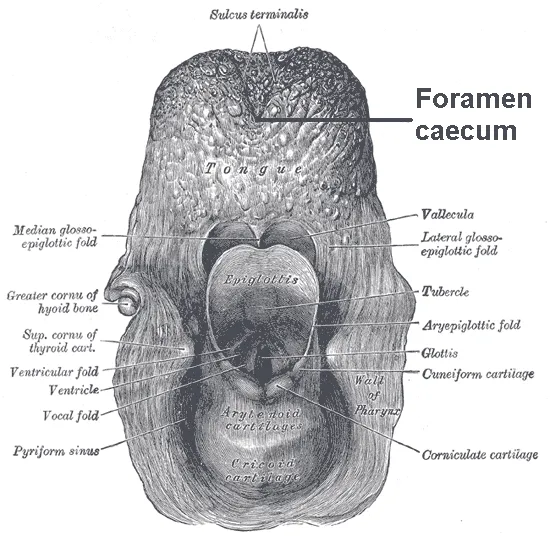 Sulcus terminalis
Foramen
caecum
Tongue
Median glosso-
epiglottic fold
Vallecula
Lateral glosso-
epiglottic fold
Epiglottis
Greater cornu of
hyoid bone
Tubercle
Sup. cornu of
thyroid cart.
Aryepiglottic fold
Ventricular fold
Glottis
Ventricle
Cuneiform cartilage
Vocal fold
Wall
of
Pharynx
Arytenoid
cartilages
Pyriform sinus
Corniculate cartilage
Cricoid
cartilage